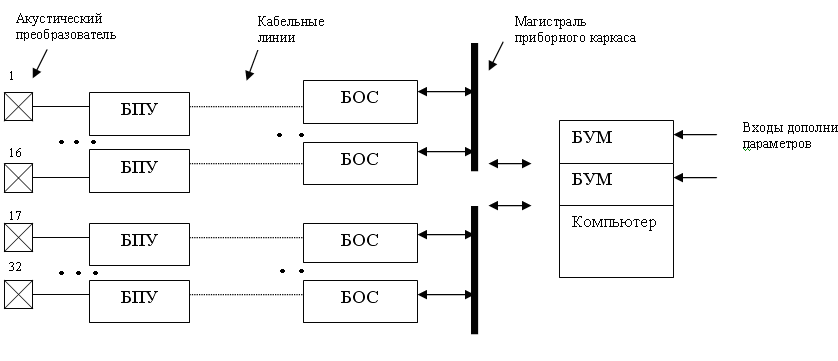 Акустический
преобразователь
Кабельные
линии
Магистраль
приборного каркаса
1
БПУ
БОС
16
БПУ
БОС
17
БПУ
БОС
32
БПУ
БОС
БУМ
БУМ
Компьютер
Входы дополни
параметров